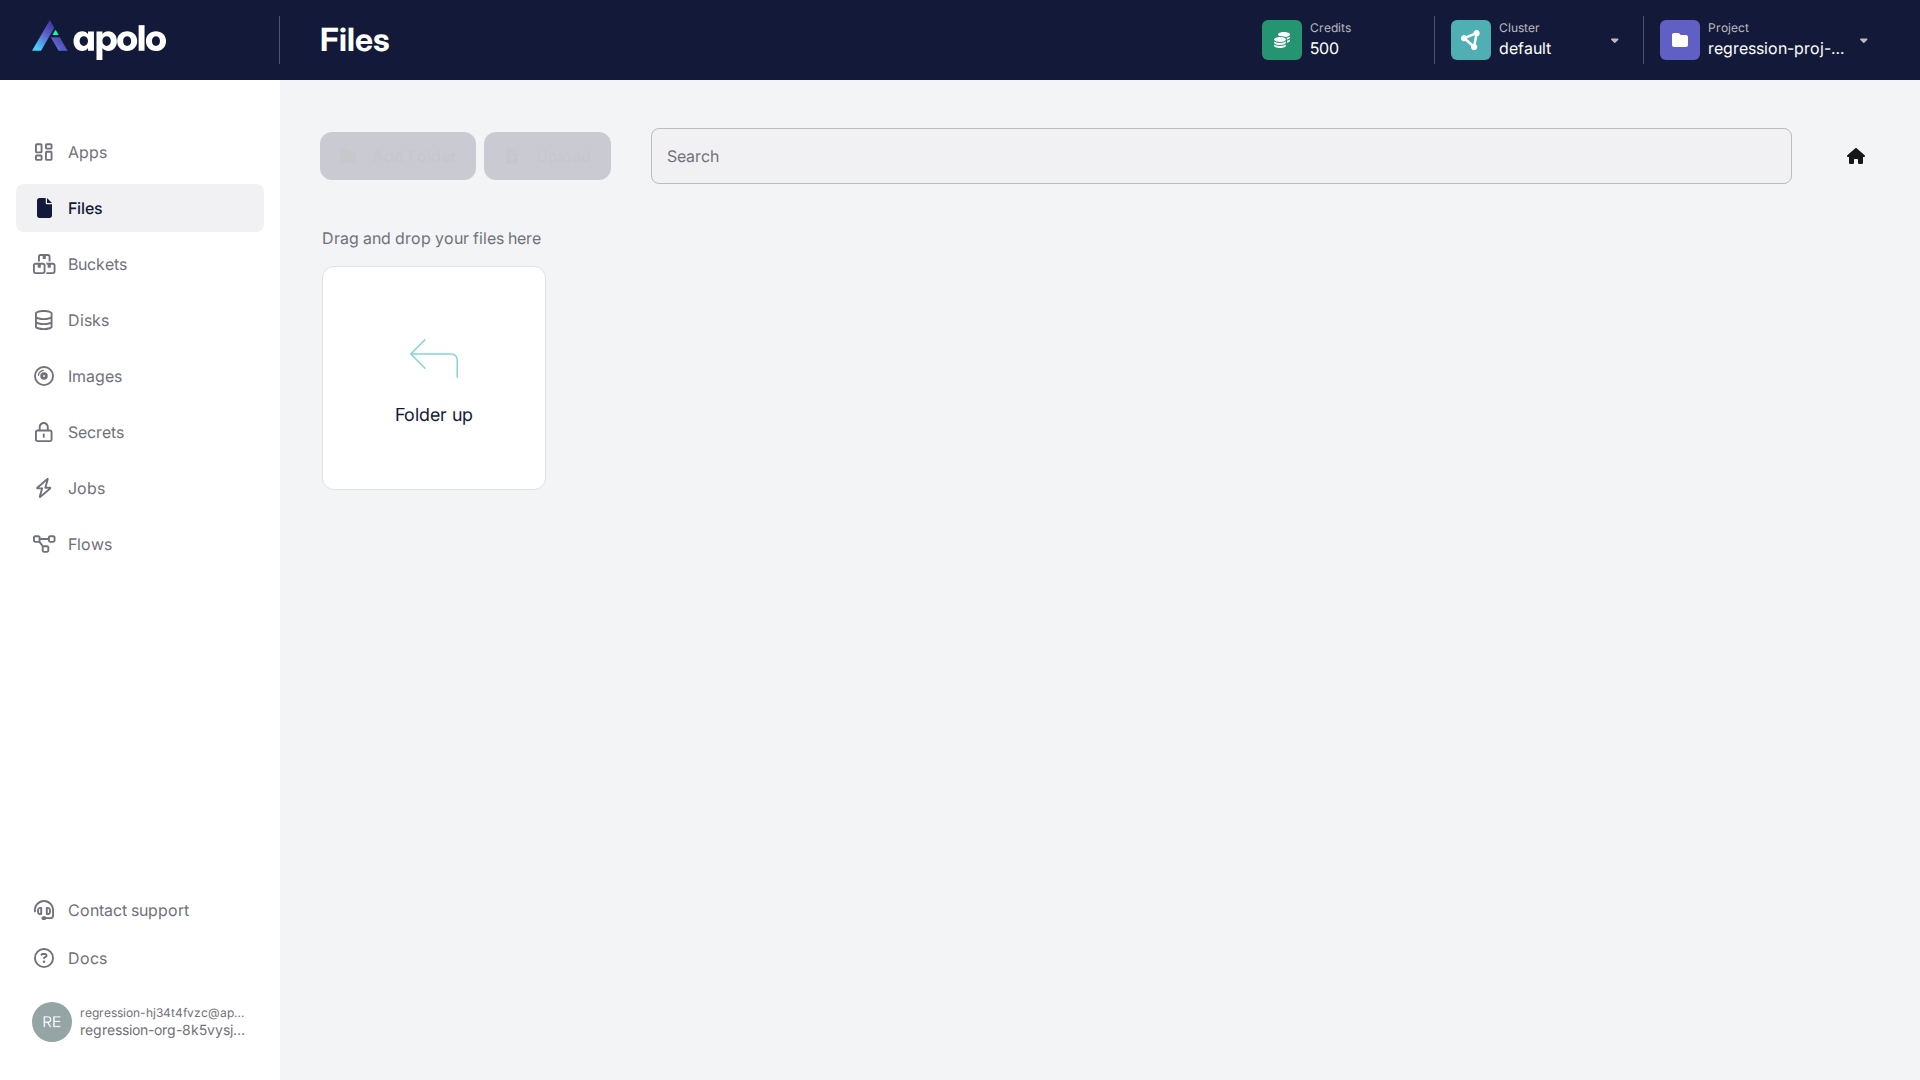 apolo
Files
Credits
500
Cluster
default
Project
regression-proj-...
Apps
Files
Buckets
Disks
Images
Secrets
Jobs
Flows
Add Folder
Upload
Search
Drag and drop your files here
Folder up
Contact support
Docs
RE
regression-hj34t4fvzc@ap...
regression-org-8k5vysj...